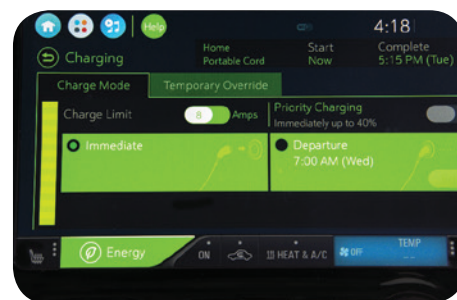 Help
4:18
Charging
Home
Portable Cord
Start
Now
Complete
5:15 PM (Tue)
Charge Mode
Temporary Override
Charge Limit
8
Amps
Priority Charging
Immediately up to 40%
Immediate
Departure
7:00 AM (Wed)
Energy
ON
HEAT & A/C
OFF
TEMP
--